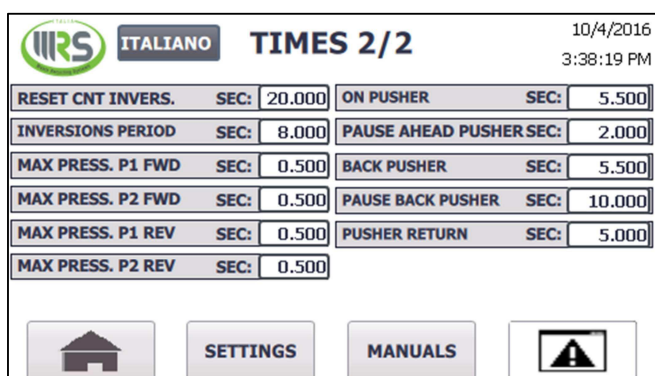 ITALIA
WRS
ITALIANO
TIMES 2/2
10/4/2016
3:38:19 PM
RESET CNT INVERS. SEC: 20.000
INVERSIONS PERIOD SEC: 8.000
MAX PRESS. P1 FWD SEC: 0.500
MAX PRESS. P2 FWD SEC: 0.500
MAX PRESS. P1 REV SEC: 0.500
MAX PRESS. P2 REV SEC: 0.500
ON PUSHER SEC: 5.500
PAUSE AHEAD PUSHER SEC: 2.000
BACK PUSHER SEC: 5.500
PAUSE BACK PUSHER SEC: 10.000
PUSHER RETURN SEC: 5.000
SETTINGS
MANUALS